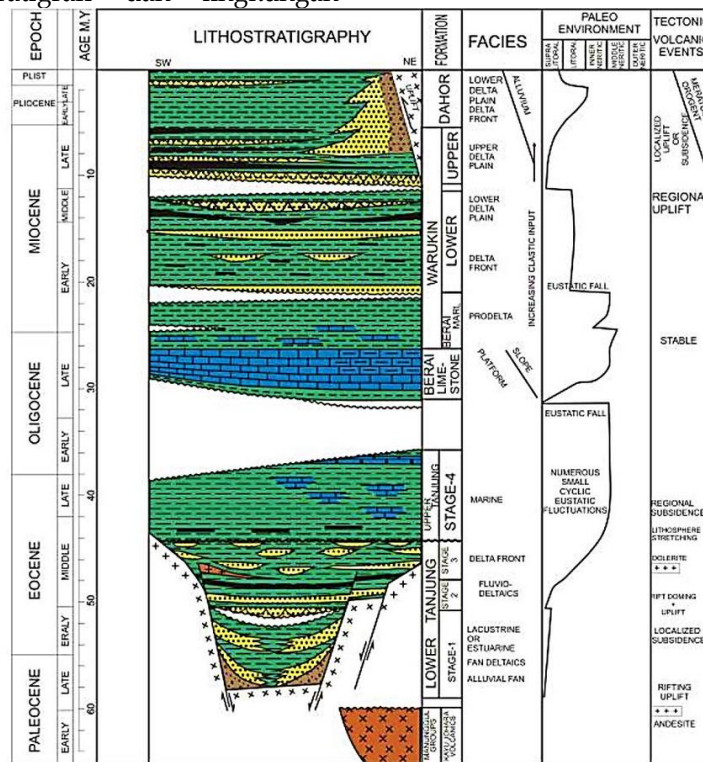 EPOCH
AGE M.Y
LITHOSTRATIGRAPHY
SW
NE
FORMATION
FACIES
PALEO
ENVIRONMENT
LITORAL
INNER
NERITIC
MIDDLE
NERITIC
OUTER
TECTONIC
VOLCANIC
EVENTS
PLIST
PLIOCENE
MIOCENE
LATE
MIDDLE
EARLY
OLIGOCENE
LATE
EARLY
EOCENE
LATE
MIDDLE
ERALY
PALEOCENE
LATE
EARLY
10
20
30
40
50
60
DAHOR
WARUKIN
UPPER
LOWER
BERAI
MARL
BERAI
LIME-
STONE
UPPER
TANJUNG
STAGE-4
LOWER TANJUNG
STAGE
3
STAGE
2
STAGE-1
GROUPS
VOLCANICS
LOWER
DELTA
PLAIN
DELTA
FRONT
ALLUVIUM
UPPER
DELTA
PLAIN
LOWER
DELTA
PLAIN
DELTA
FRONT
INCREASING CLASTIC INPUT
PRODELTA
PLATFORM
SLOPE
MARINE
DELTA FRONT
FLUVIO-
DELTAICS
LACUSTRINE
OR
ESTUARINE
FAN DELTAICS
ALLUVIAL FAN
EUSTATIC FALL
EUSTATIC FALL
NUMEROUS
SMALL
CYCLIC
EUSTATIC
FLUCTUATIONS
LOCALIZED
UPLIFT
OR
SUBSIDENCE
OROGENY
REGIONAL
UPLIFT
STABLE
REGIONAL
SUBSIDENCE
LITHOSPHERE
STRETCHING
DOLERITE
+ + +
RIFT DOMING
+
UPLIFT
LOCALIZED
SUBSIDENCE
RIFTING
UPLIFT
+ + +
ANDESITE